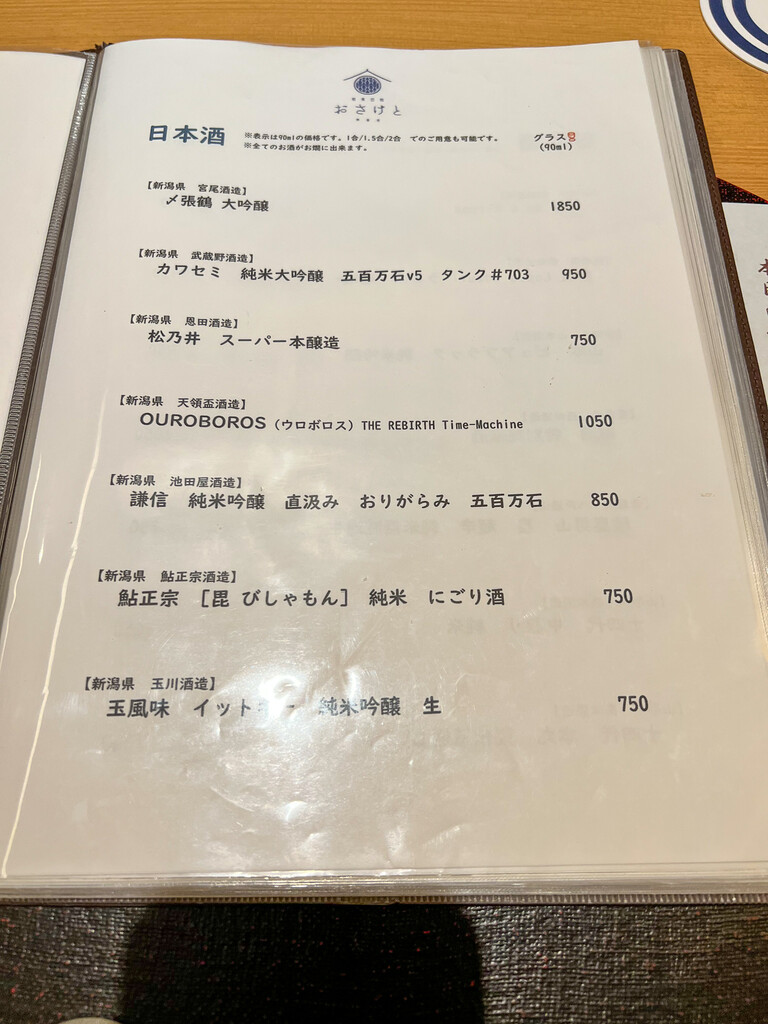 おさけと
日本酒
※表示は90mlの価格です。1合/1.5合/2合 でのご用意も可能です。
※全てのお酒がお燗に出来ます。
グラス
(90ml)
【新潟県 宮尾酒造】
〆張鶴 大吟醸 1850
【新潟県 武蔵野酒造】
カワセミ 純米大吟醸 五百万石v5 タンク#703 950
【新潟県 恩田酒造】
松乃井 スーパー本醸造 750
【新潟県 天領盃酒造】
OUROBOROS（ウロボロス）THE REBIRTH Time-Machine 1050
【新潟県 池田屋酒造】
謙信 純米吟醸 直汲み おりがらみ 五百万石 850
【新潟県 鮎正宗酒造】
鮎正宗 ［毘 びしゃもん］ 純米 にごり酒 750
【新潟県 玉川酒造】
玉風味 純米吟醸 生 750